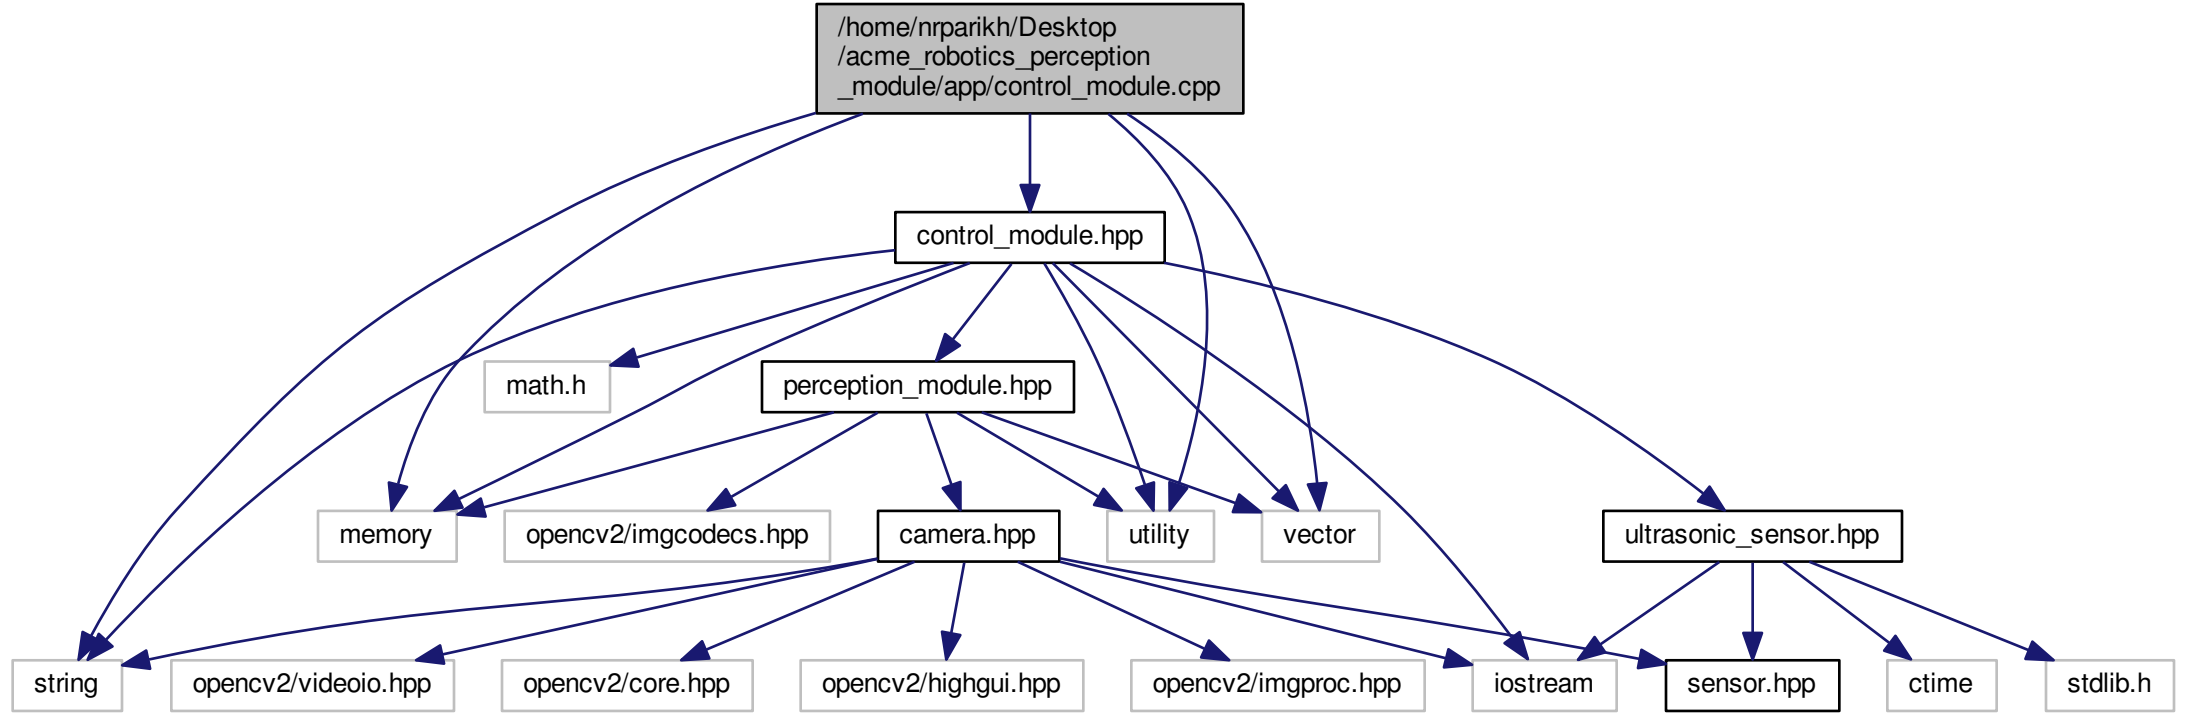 /home/nrparikh/Desktop
/acme_robotics_perception
_module/app/control_module.cpp
control_module.hpp
math.h
perception_module.hpp
memory
opencv2/imgcodecs.hpp
camera.hpp
utility
vector
ultrasonic_sensor.hpp
string
opencv2/videoio.hpp
opencv2/core.hpp
opencv2/highgui.hpp
opencv2/imgproc.hpp
iostream
sensor.hpp
ctime
stdlib.h